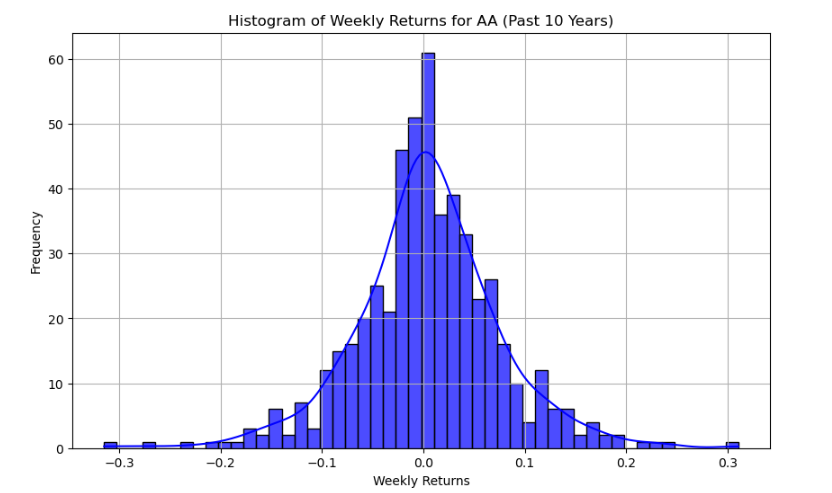 Histogram of Weekly Returns for AA (Past 10 Years)
60
50
40
30
20
10
0
Frequency
−0.3 −0.2 −0.1 0.0 0.1 0.2 0.3
Weekly Returns